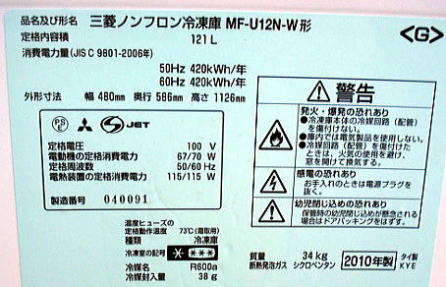 品名及び形名 三菱ノンフロン冷凍庫 MF-U12N-W形
<G>
定格内容積 121L
消費電力量(JIS C 9801-2006年)
50Hz 420kWh/年
60Hz 420kWh/年
外形寸法 幅 480mm 奥行 586mm 高さ 1126mm
PS E JET
定格電圧 100 V
電動機の定格消費電力 67/70 W
定格周波数 50/60 Hz
電熱装置の定格消費電力 115/115 W
製造番号 040091
温度ヒューズの
定格動作温度 73℃(霜取用)
種類 冷凍庫
冷凍室の記号 * ***
冷媒名 R600a
冷媒封入量 38 g
警告
発火・爆発の恐れあり
●冷凍庫本体の冷媒回路(配管)
を傷付けない。
●庫内では電気製品を使用しない。
●冷媒回路(配管)を傷付けた
ときは、火気の使用を避け、
窓を開けて換気する。
感電の恐れあり
お手入れのときは電源プラグを
抜く。
幼児閉じ込めの恐れあり
保管時の幼児閉じ込めが懸念される
場合はドアパッキングをはずす。
質量 34 kg
断熱発泡ガス シクロペンタン
2010年製
タイ製
KYE